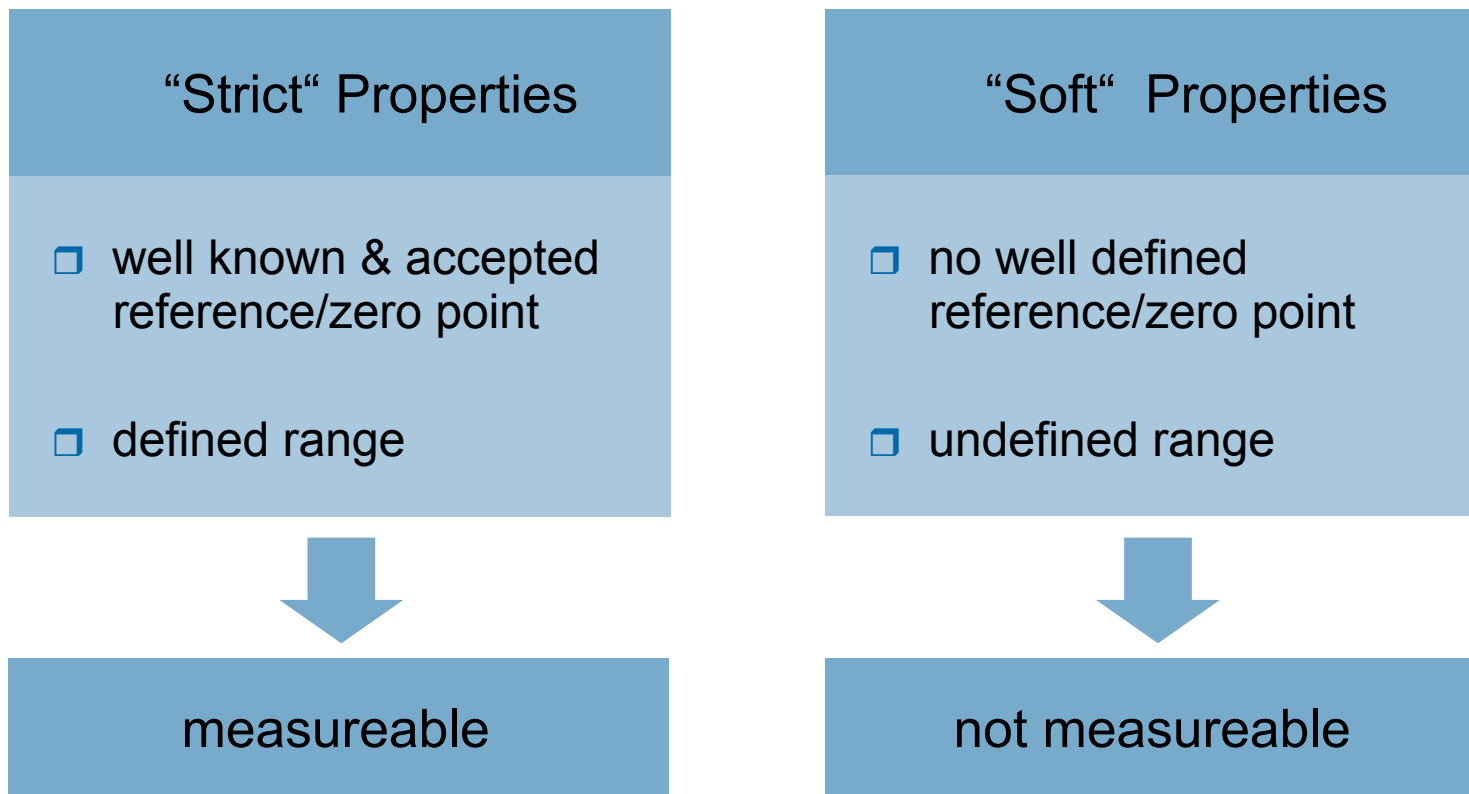 “Strict“ Properties
well known & accepted
reference/zero point
defined range
measureable
“Soft“ Properties
no well defined
reference/zero point
undefined range
not measureable